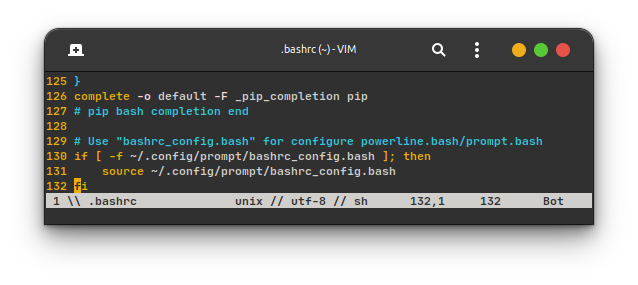 .bashrc (~) - VIM
125 }
126 complete -o default -F _pip_completion pip
127 # pip bash completion end
128
129 # Use "bashrc_config.bash" for configure powerline.bash/prompt.bash
130 if [ -f ~/.config/prompt/bashrc_config.bash ]; then
131     source ~/.config/prompt/bashrc_config.bash
132 fi
1 \\ .bashrc unix // utf-8 // sh 132,1 132 Bot